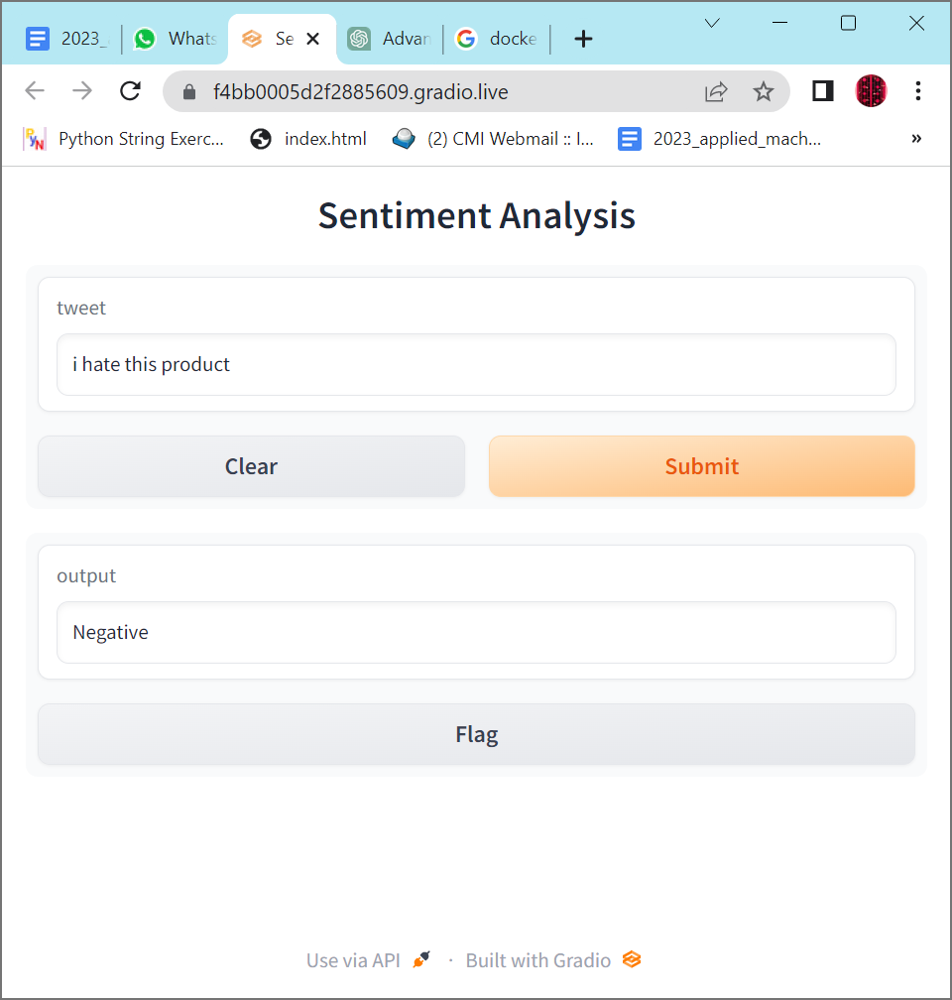 2023_ Whats Se Advan docke
f4bb0005d2f2885609.gradio.live
Python String Exerc... index.html (2) CMI Webmail :: I... 2023_applied_mach... »
Sentiment Analysis
tweet
i hate this product
Clear Submit
output
Negative
Flag
Use via API · Built with Gradio